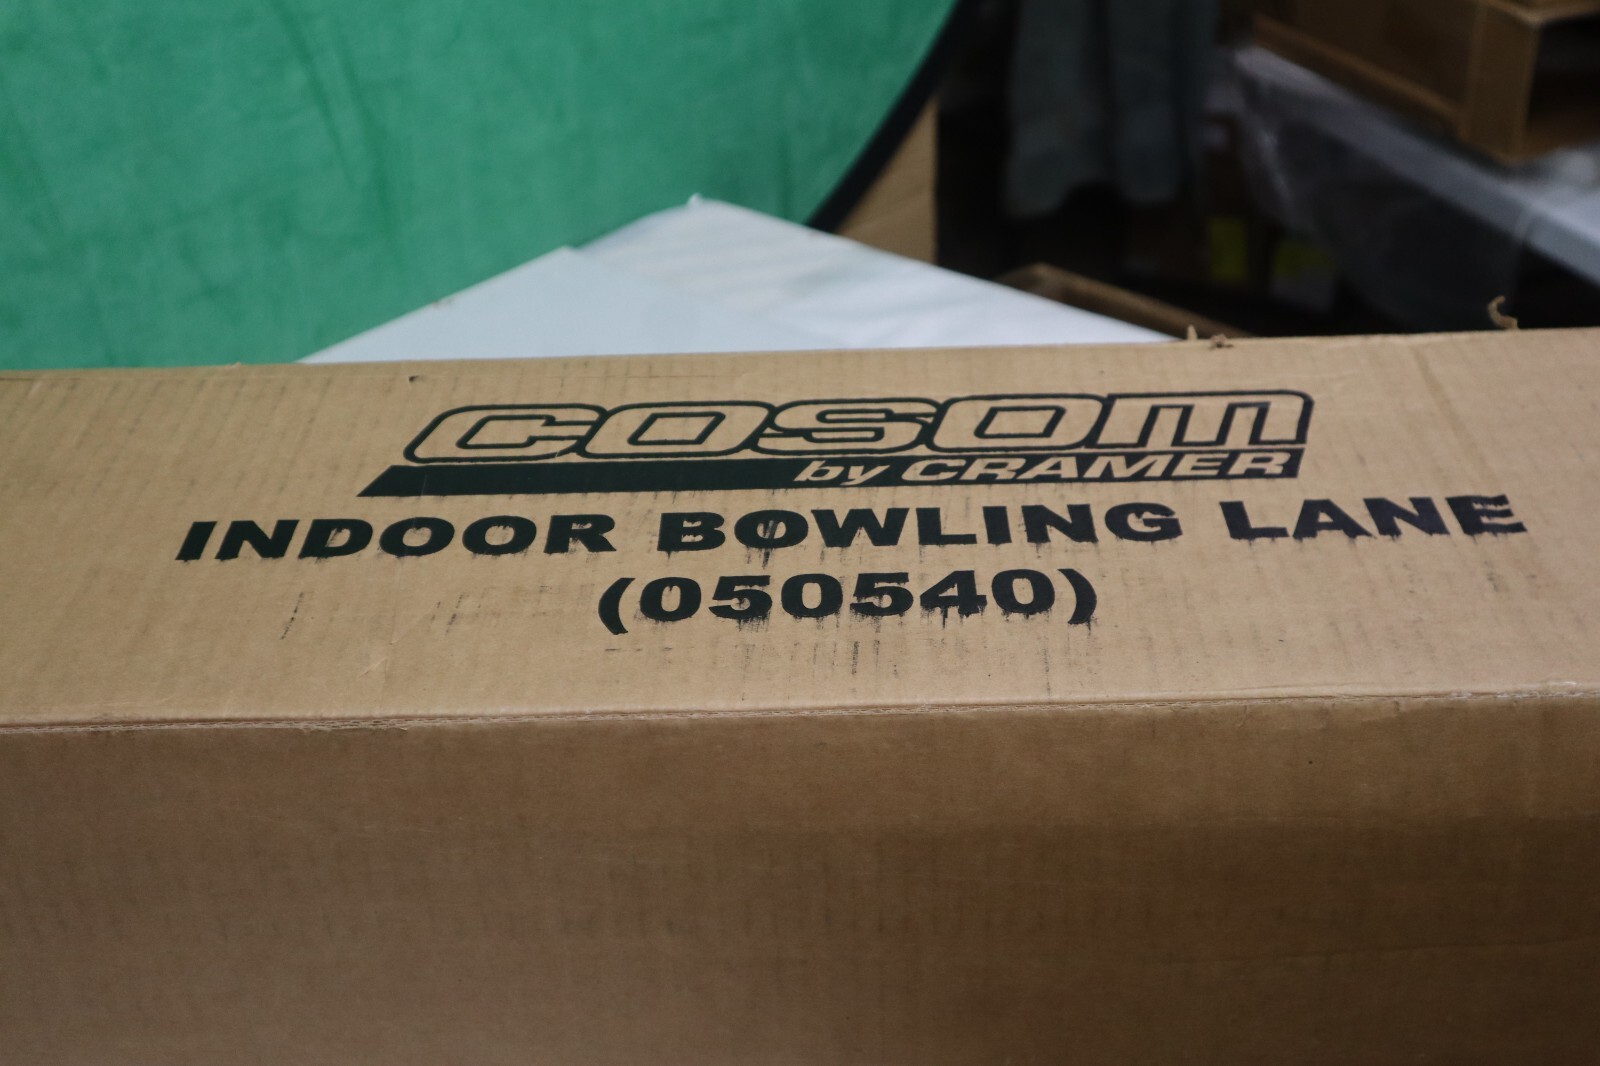 COSOM
by CRAMER
INDOOR BOWLING LANE
(050540)